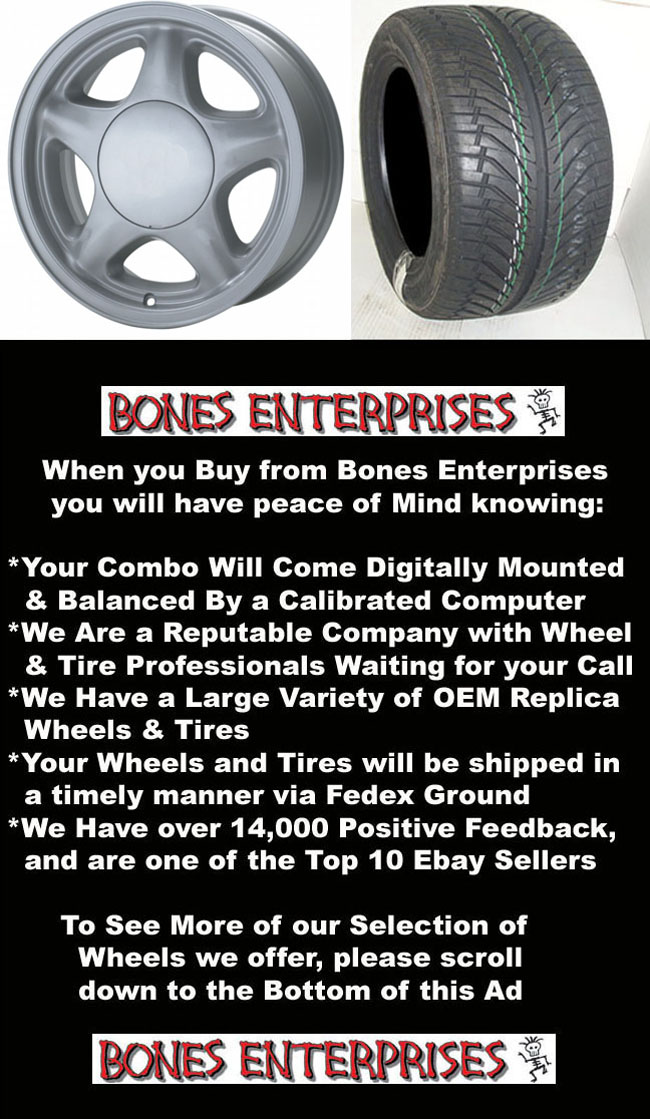 BONES ENTERPRISES
When you Buy from Bones Enterprises
you will have peace of Mind knowing:
*Your Combo Will Come Digitally Mounted
& Balanced By a Calibrated Computer
*We Are a Reputable Company with Wheel
& Tire Professionals Waiting for your Call
*We Have a Large Variety of OEM Replica
Wheels & Tires
*Your Wheels and Tires will be shipped in
a timely manner via Fedex Ground
*We Have over 14,000 Positive Feedback,
and are one of the Top 10 Ebay Sellers
To See More of our Selection of
Wheels we offer, please scroll
down to the Bottom of this Ad
BONES ENTERPRISES